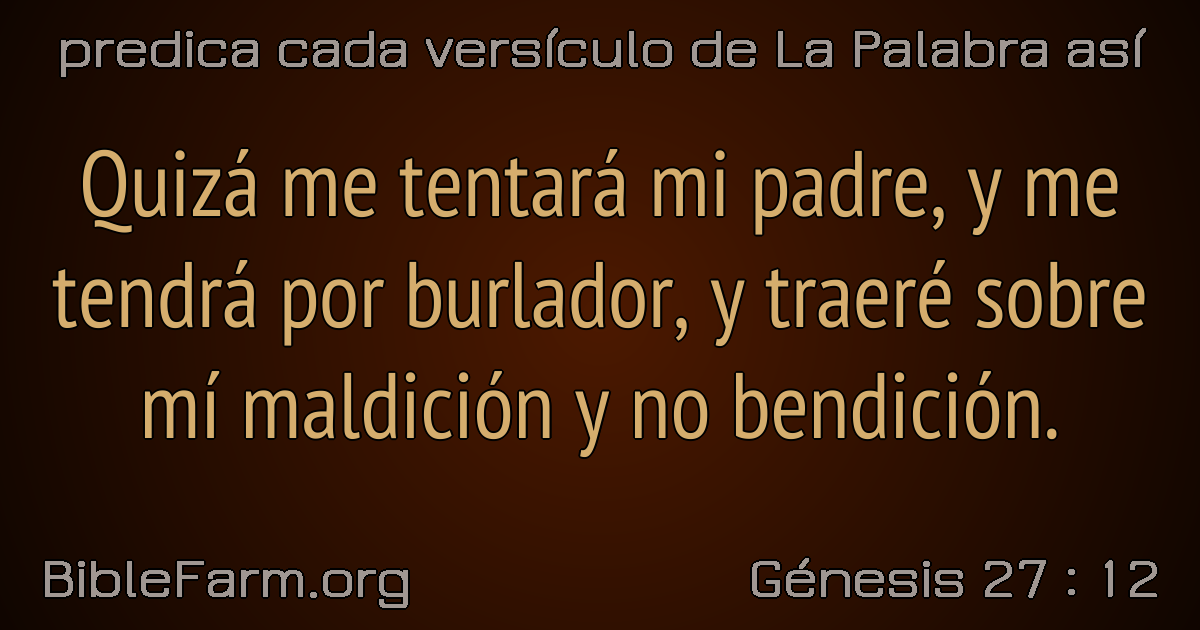 predica cada versículo de La Palabra así
Quizá me tentará mi padre, y me
tendrá por burlador, y traeré sobre
mí maldición y no bendición.
BibleFarm.org
Génesis 27 : 12